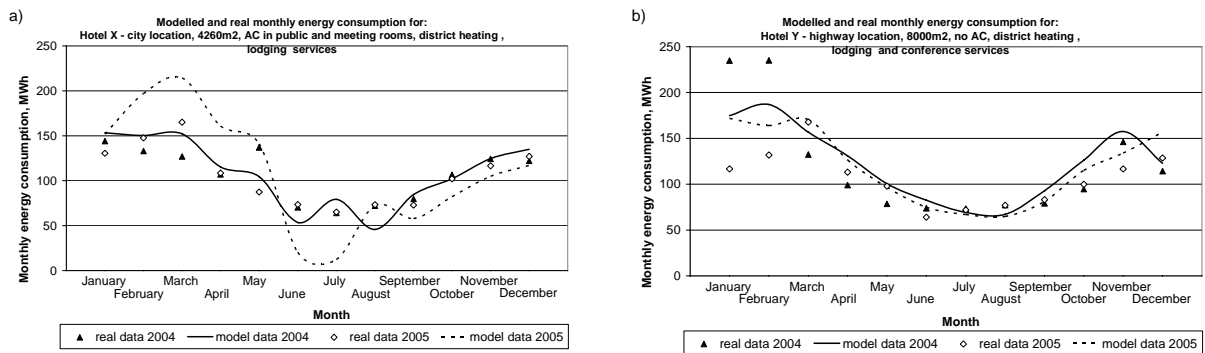 a)
Modelled and real monthly energy consumption for:
Hotel X - city location, 4260m2, AC in public and meeting rooms, district heating ,
lodging services
Monthly energy consumption, MWh
250
200
150
100
50
0
January
February
March
April
May
June
July
August
September
October
November
December
Month
real data 2004
model data 2004
real data 2005
model data 2005
b)
Modelled and real monthly energy consumption for:
Hotel Y - highway location, 8000m2, no AC, district heating ,
lodging and conference services
Monthly energy consumption, MWh
250
200
150
100
50
0
January
February
March
April
May
June
July
August
September
October
November
December
Month
real data 2004
model data 2004
real data 2005
model data 2005